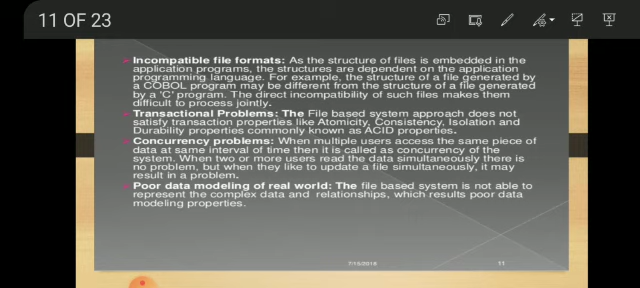 11 OF 23
Incompatible file formats: As the structure of files is embedded in the
application programs, the structures are dependent on the application
programming language. For example, the structure of a file generated by
a COBOL program may be different from the structure of a file generated
by a 'C' program. The direct incompatibility of such files makes them
difficult to process jointly.
Transactional Problems: The File based system approach does not
satisfy transaction properties like Atomicity, Consistency, Isolation and
Durability properties commonly known as ACID properties.
Concurrency problems: When multiple users access the same piece of
data at same interval of time then it is called as concurrency of the
system. When two or more users read the data simultaneously there is
no problem, but when they like to update a file simultaneously, it may
result in a problem.
Poor data modeling of real world: The file based system is not able to
represent the complex data and relationships, which results poor data
modeling properties.
7/15/2018
11